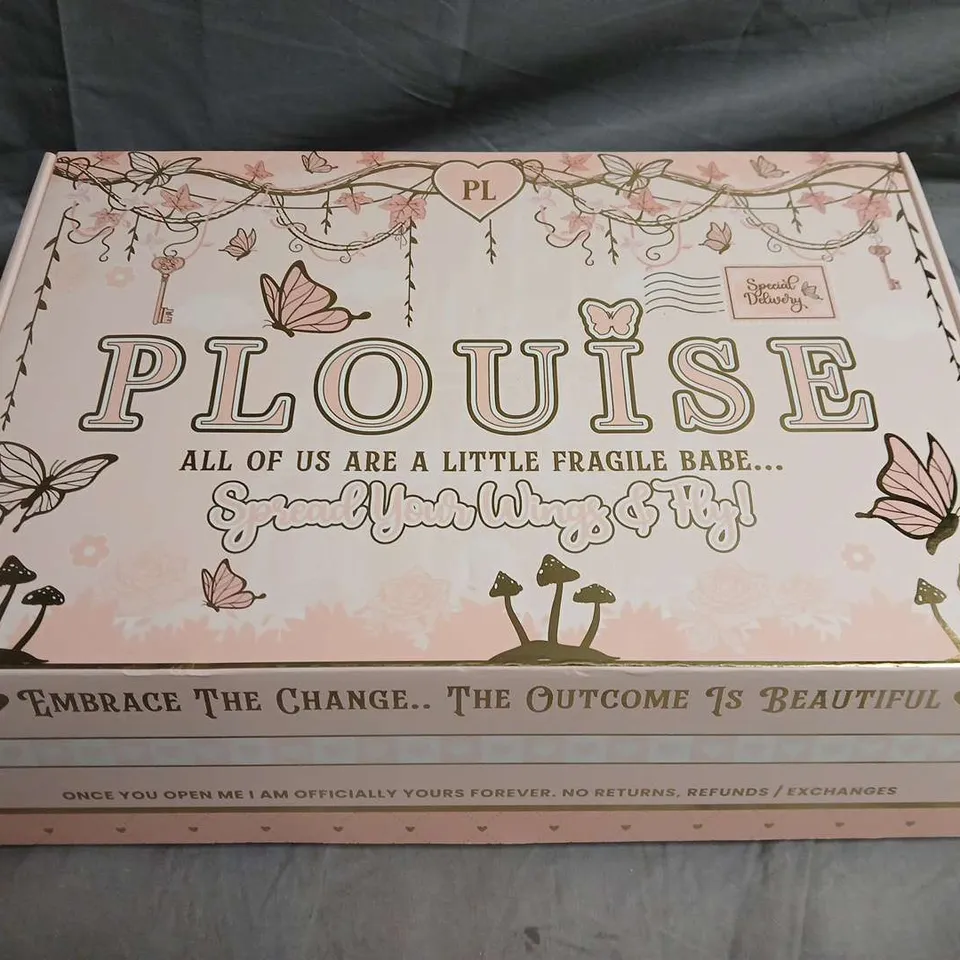 PL
Special
Delivery
PLOUISE
ALL OF US ARE A LITTLE FRAGILE BABE...
Spread Your Wings & Fly!
EMBRACE THE CHANGE.. THE OUTCOME IS BEAUTIFUL
ONCE YOU OPEN ME I AM OFFICIALLY YOURS FOREVER. NO RETURNS, REFUNDS / EXCHANGES